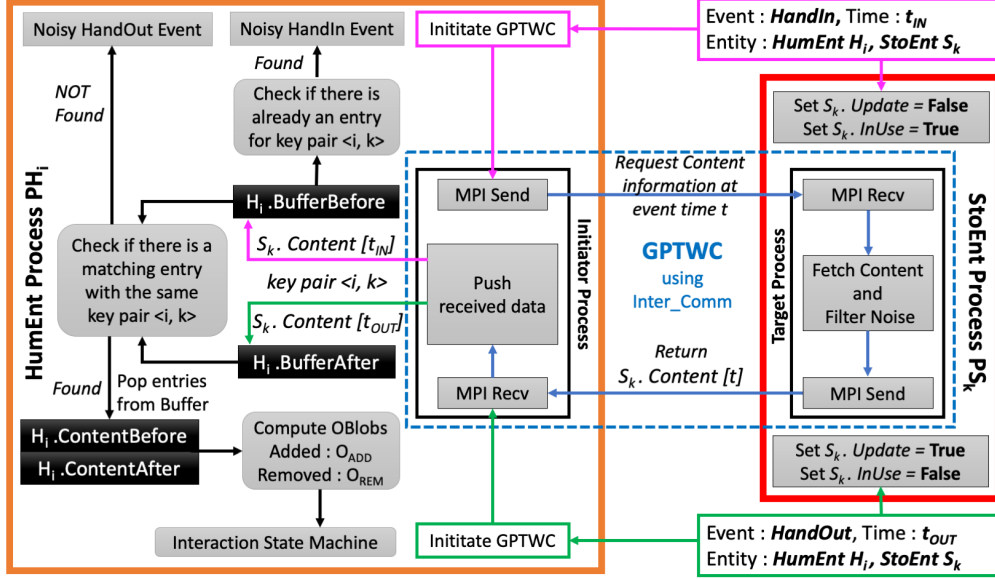 Noisy HandOut Event
Noisy HandIn Event
Inititate GPTWC
Event : HandIn, Time : tIN
Entity : HumEnt Hi, StoEnt Sk
NOT
Found
Found
Check if there is
already an entry
for key pair <i, k>
Set Sk. Update = False
Set Sk. InUse = True
Hi .BufferBefore
MPI Send
Request Content
information at
event time t
MPI Recv
Sk. Content [tIN]
Check if there is a
matching entry
with the same
key pair <i, k>
key pair <i, k>
Push
received data
GPTWC
using
Inter_Comm
Fetch Content
and
Filter Noise
Sk. Content [tOUT]
Hi .BufferAfter
Return
Sk. Content [t]
MPI Recv
MPI Send
Initiator Process
Target Process
HumEnt Process PHi
StoEnt Process PSk
Found
Pop entries
from Buffer
Hi .ContentBefore
Hi .ContentAfter
Compute OBlobs
Added : OADD
Removed : OREM
Set Sk. Update = True
Set Sk. InUse = False
Interaction State Machine
Inititate GPTWC
Event : HandOut, Time : tOUT
Entity : HumEnt Hi, StoEnt Sk